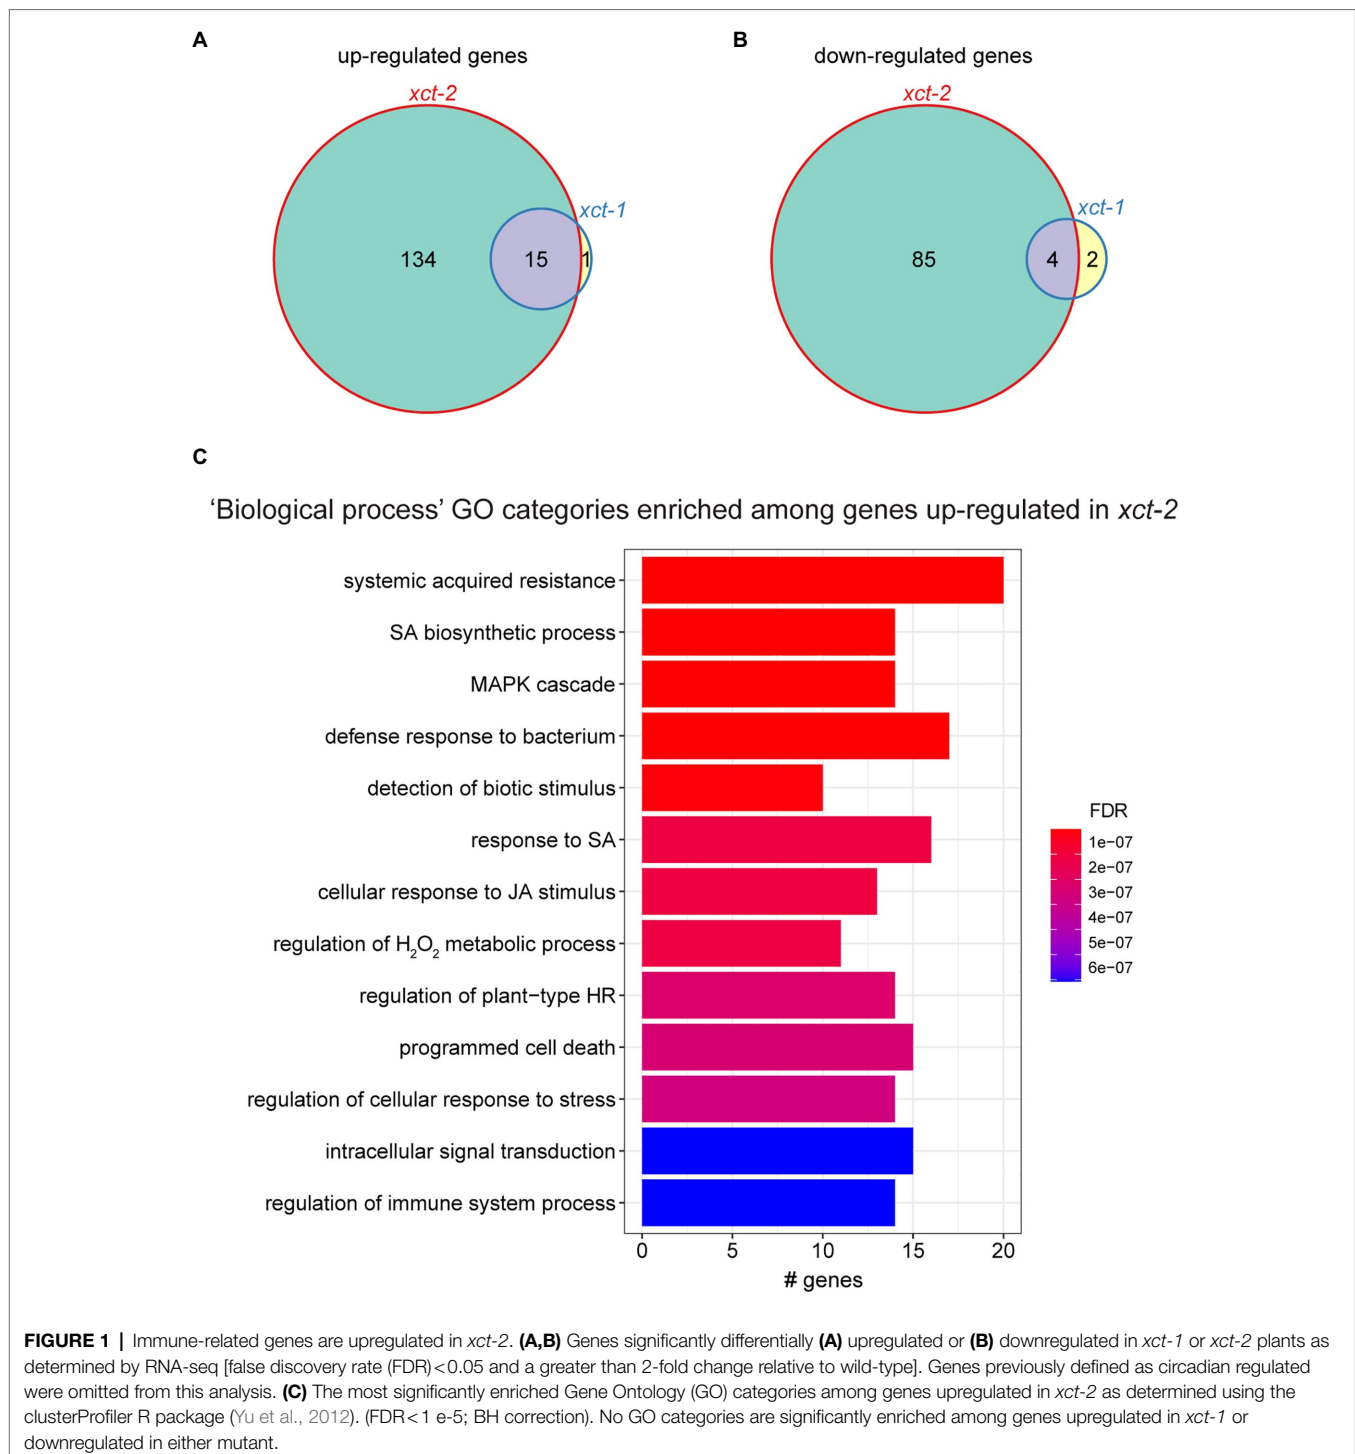 A
up-regulated genes
xct-2
xct-1
134
15
1
B
down-regulated genes
xct-2
xct-1
85
4
2
C
‘Biological process’ GO categories enriched among genes up-regulated in xct-2
systemic acquired resistance
SA biosynthetic process
MAPK cascade
defense response to bacterium
detection of biotic stimulus
response to SA
cellular response to JA stimulus
regulation of H₂O₂ metabolic process
regulation of plant−type HR
programmed cell death
regulation of cellular response to stress
intracellular signal transduction
regulation of immune system process
0 5 10 15 20
# genes
FDR
1e−07
2e−07
3e−07
4e−07
5e−07
6e−07
FIGURE 1 | Immune-related genes are upregulated in xct-2. (A,B) Genes significantly differentially (A) upregulated or (B) downregulated in xct-1 or xct-2 plants as
determined by RNA-seq [false discovery rate (FDR)<0.05 and a greater than 2-fold change relative to wild-type]. Genes previously defined as circadian regulated
were omitted from this analysis. (C) The most significantly enriched Gene Ontology (GO) categories among genes upregulated in xct-2 as determined using the
clusterProfiler R package (Yu et al., 2012). (FDR<1 e-5; BH correction). No GO categories are significantly enriched among genes upregulated in xct-1 or
downregulated in either mutant.